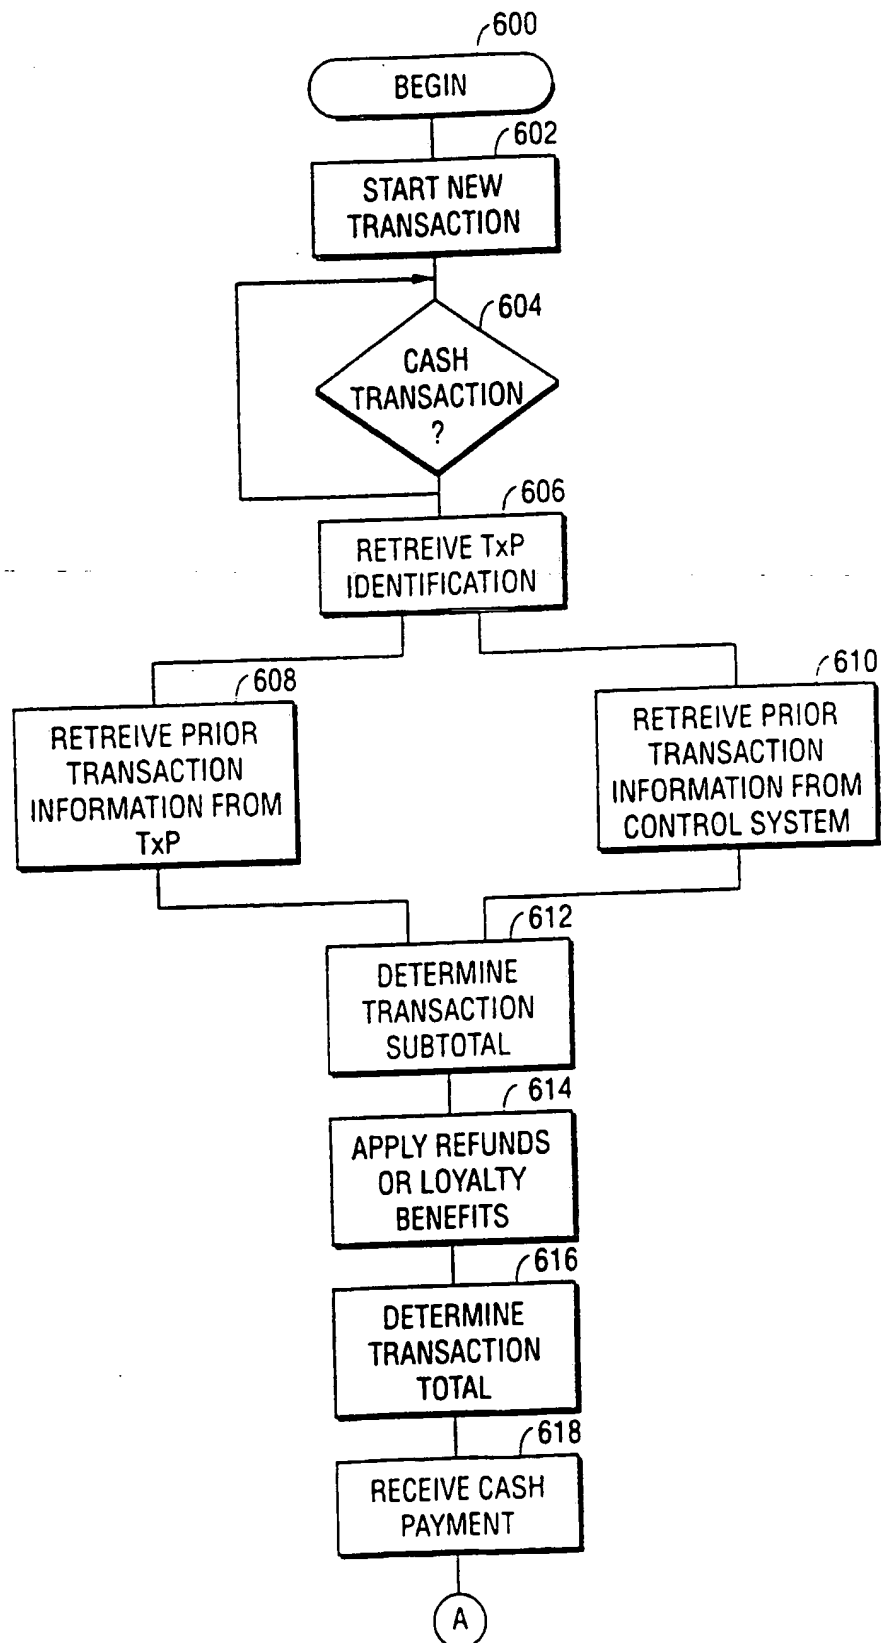 600
BEGIN
602
START NEW
TRANSACTION
604
CASH
TRANSACTION
?
606
RETREIVE TxP
IDENTIFICATION
608
RETREIVE PRIOR
TRANSACTION
INFORMATION FROM
TxP
610
RETREIVE PRIOR
TRANSACTION
INFORMATION FROM
CONTROL SYSTEM
612
DETERMINE
TRANSACTION
SUBTOTAL
614
APPLY REFUNDS
OR LOYALTY
BENEFITS
616
DETERMINE
TRANSACTION
TOTAL
618
RECEIVE CASH
PAYMENT
A